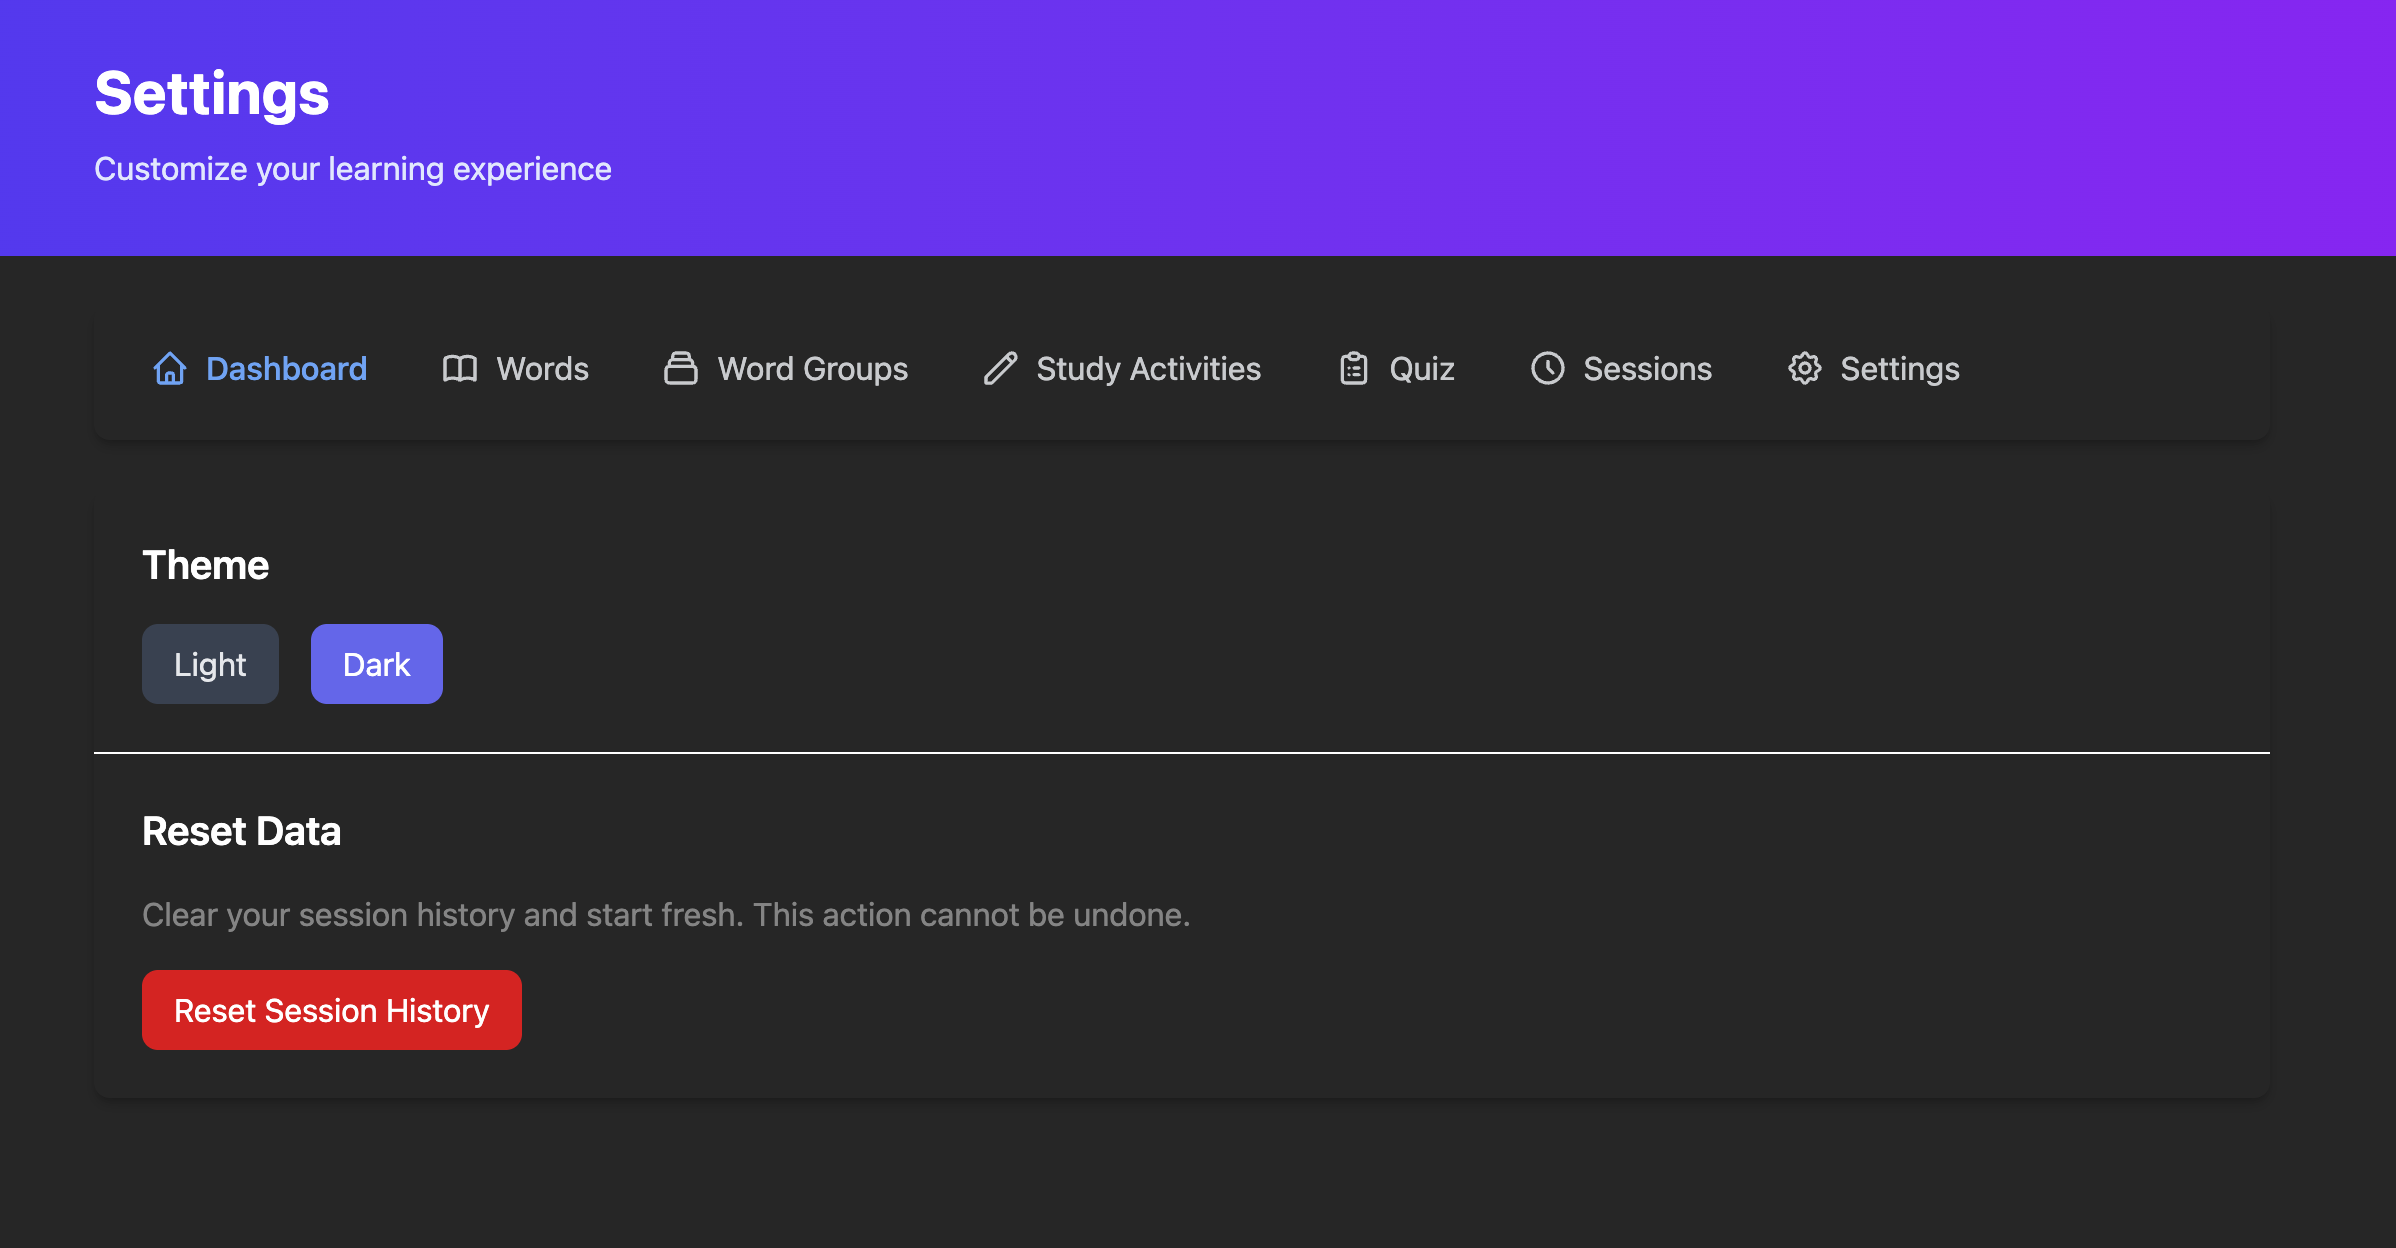 Settings
Customize your learning experience
Dashboard Words Word Groups Study Activities Quiz Sessions Settings
Theme
Light Dark
Reset Data
Clear your session history and start fresh. This action cannot be undone.
Reset Session History